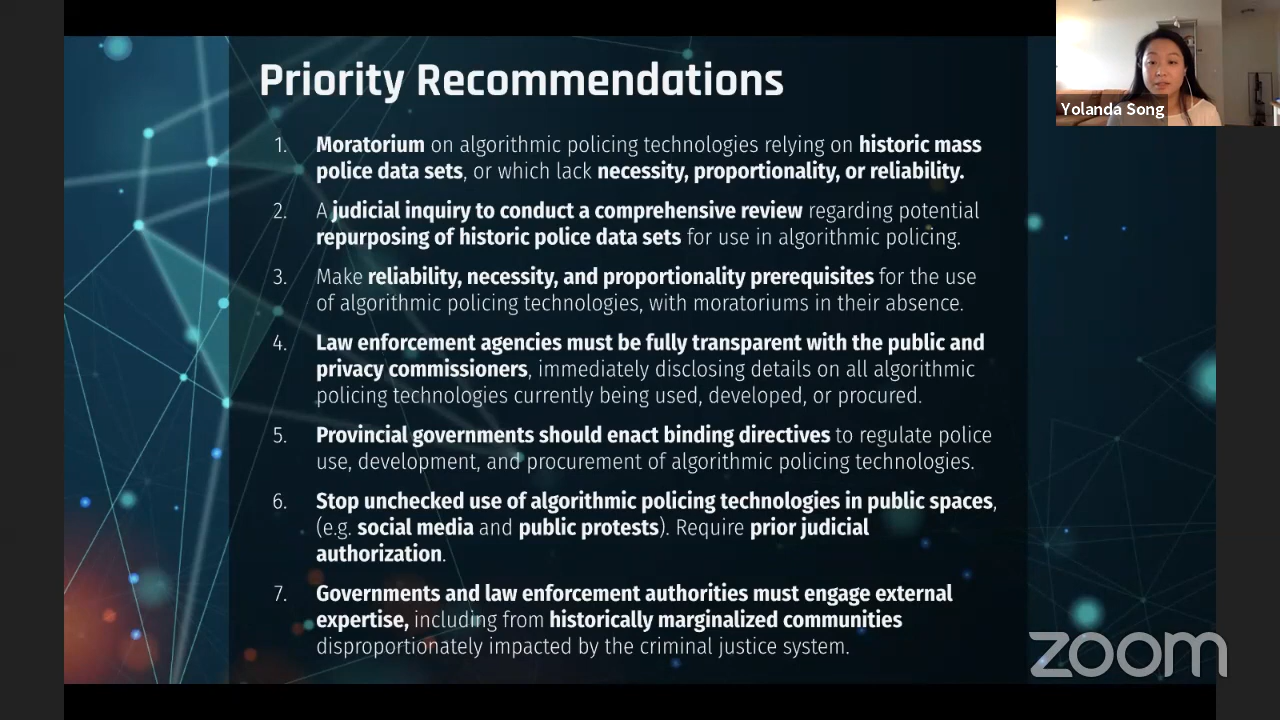 Priority Recommendations
Yolanda Song
1. Moratorium on algorithmic policing technologies relying on historic mass
police data sets, or which lack necessity, proportionality, or reliability.
2. A judicial inquiry to conduct a comprehensive review regarding potential
repurposing of historic police data sets for use in algorithmic policing.
3. Make reliability, necessity, and proportionality prerequisites for the use
of algorithmic policing technologies, with moratoriums in their absence.
4. Law enforcement agencies must be fully transparent with the public and
privacy commissioners, immediately disclosing details on all algorithmic
policing technologies currently being used, developed, or procured.
5. Provincial governments should enact binding directives to regulate police
use, development, and procurement of algorithmic policing technologies.
6. Stop unchecked use of algorithmic policing technologies in public spaces,
(e.g. social media and public protests). Require prior judicial
authorization.
7. Governments and law enforcement authorities must engage external
expertise, including from historically marginalized communities
disproportionately impacted by the criminal justice system.
zoom